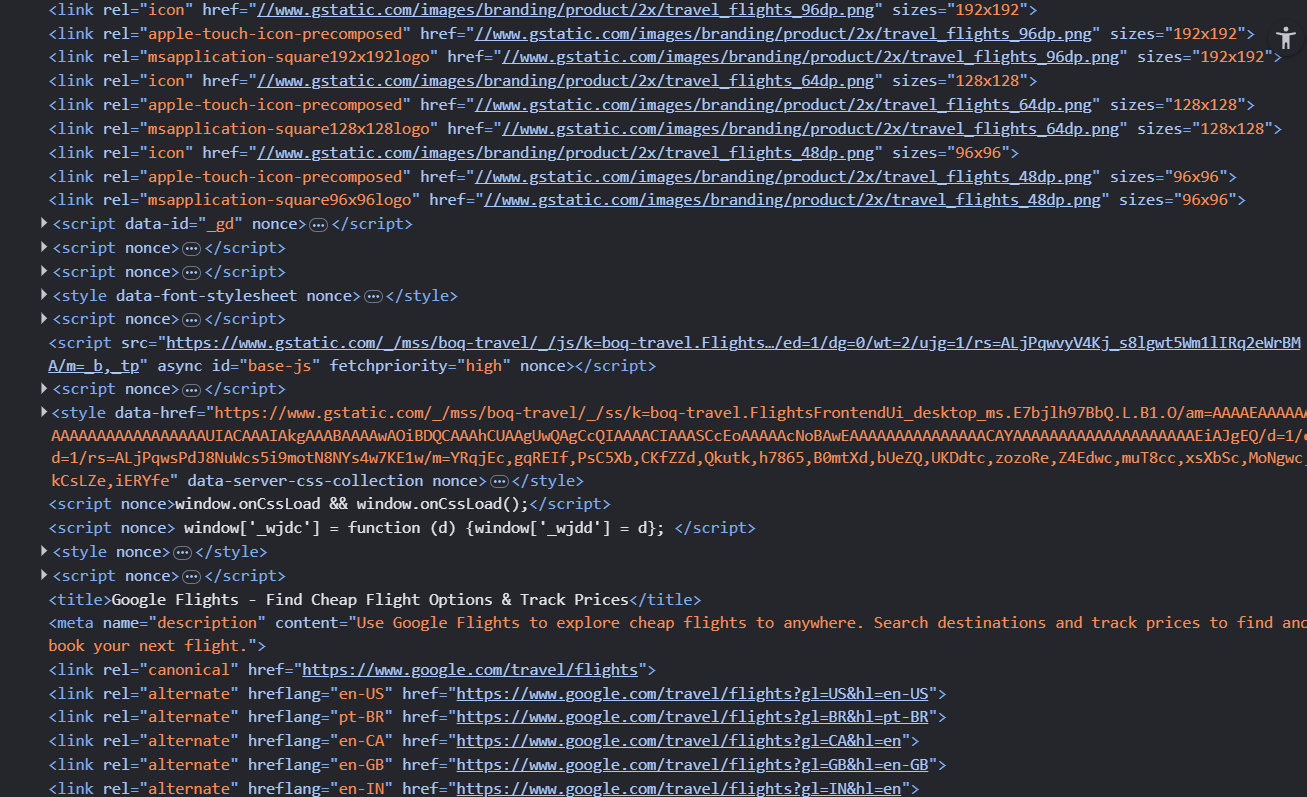 <link rel="icon" href="//www.gstatic.com/images/branding/product/2x/travel_flights_96dp.png" sizes="192x192">
<link rel="apple-touch-icon-precomposed" href="//www.gstatic.com/images/branding/product/2x/travel_flights_96dp.png" sizes="192x192">
<link rel="msapplication-square192x192logo" href="//www.gstatic.com/images/branding/product/2x/travel_flights_96dp.png" sizes="192x192">
<link rel="icon" href="//www.gstatic.com/images/branding/product/2x/travel_flights_64dp.png" sizes="128x128">
<link rel="apple-touch-icon-precomposed" href="//www.gstatic.com/images/branding/product/2x/travel_flights_64dp.png" sizes="128x128">
<link rel="msapplication-square128x128logo" href="//www.gstatic.com/images/branding/product/2x/travel_flights_64dp.png" sizes="128x128">
<link rel="icon" href="//www.gstatic.com/images/branding/product/2x/travel_flights_48dp.png" sizes="96x96">
<link rel="apple-touch-icon-precomposed" href="//www.gstatic.com/images/branding/product/2x/travel_flights_48dp.png" sizes="96x96">
<link rel="msapplication-square96x96logo" href="//www.gstatic.com/images/branding/product/2x/travel_flights_48dp.png" sizes="96x96">
<script data-id="_gd" nonce>…</script>
<script nonce>…</script>
<script nonce>…</script>
<style data-font-stylesheet nonce>…</style>
<script nonce>…</script>
<script src="https://www.gstatic.com/_/mss/boq-travel/_/js/k=boq-travel.Flights…/ed=1/dg=0/wt=2/ujg=1/rs=ALjPqwvyV4Kj_s8lgwt5Wm1lIRq2eWrBM
A/m=_b,_tp" async id="base-js" fetchpriority="high" nonce></script>
<script nonce>…</script>
<style data-href="https://www.gstatic.com/_/mss/boq-travel/_/ss/k=boq-travel.FlightsFrontendUi_desktop_ms.E7bjlh97BbQ.L.B1.O/am=AAAAEAAAAAA
AAAAAAAAAAAAAAAAAUIACAAAIAkgAAABAAAAwAOiBDQCAAAhCUAAgUwQAgCcQIAAAACIAAASCcEoAAAAAcNoBAwEAAAAAAAAAAAAAAACAYAAAAAAAAAAAAAAAAAAAAEiAJgEQ/d=1/e
d=1/rs=ALjPqwsPdJ8NuWcs5i9motN8NYs4w7KE1w/m=YRqjEc,gqREIf,PsC5Xb,CKfZZd,Qkutk,h7865,B0mtXd,bUeZQ,UKDdtc,zozoRe,Z4Edwc,muT8cc,xsXbSc,MoNgwc,
kCsLZe,iERYfe" data-server-css-collection nonce>…</style>
<script nonce>window.onCssLoad && window.onCssLoad();</script>
<script nonce> window['_wjdc'] = function (d) {window['_wjdd'] = d}; </script>
<style nonce>…</style>
<script nonce>…</script>
<title>Google Flights - Find Cheap Flight Options & Track Prices</title>
<meta name="description" content="Use Google Flights to explore cheap flights to anywhere. Search destinations and track prices to find and
book your next flight.">
<link rel="canonical" href="https://www.google.com/travel/flights">
<link rel="alternate" hreflang="en-US" href="https://www.google.com/travel/flights?gl=US&hl=en-US">
<link rel="alternate" hreflang="pt-BR" href="https://www.google.com/travel/flights?gl=BR&hl=pt-BR">
<link rel="alternate" hreflang="en-CA" href="https://www.google.com/travel/flights?gl=CA&hl=en">
<link rel="alternate" hreflang="en-GB" href="https://www.google.com/travel/flights?gl=GB&hl=en-GB">
<link rel="alternate" hreflang="en-IN" href="https://www.google.com/travel/flights?gl=IN&hl=en">